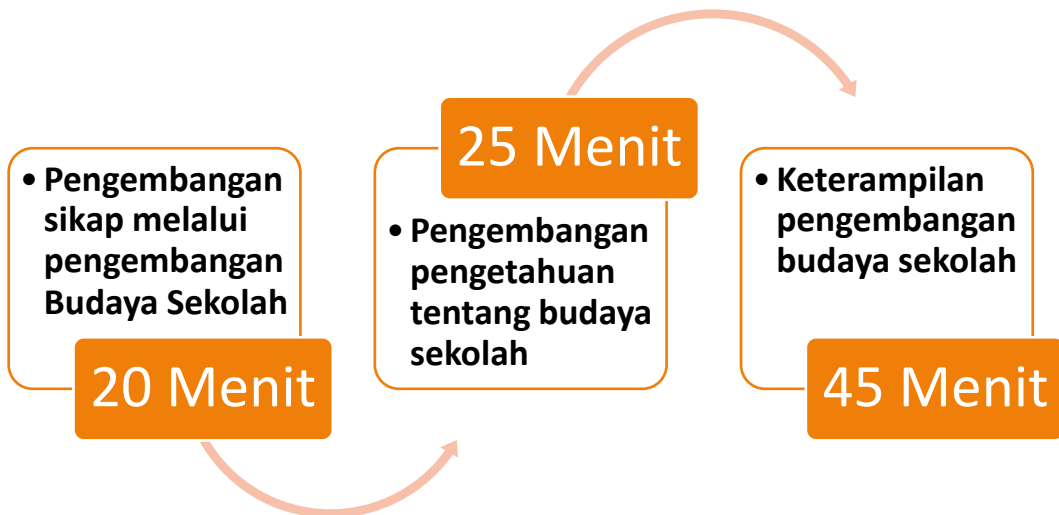 • Pengembangan
sikap melalui
pengembangan
Budaya Sekolah
20 Menit
25 Menit
• Pengembangan
pengetahuan
tentang budaya
sekolah
• Keterampilan
pengembangan
budaya sekolah
45 Menit